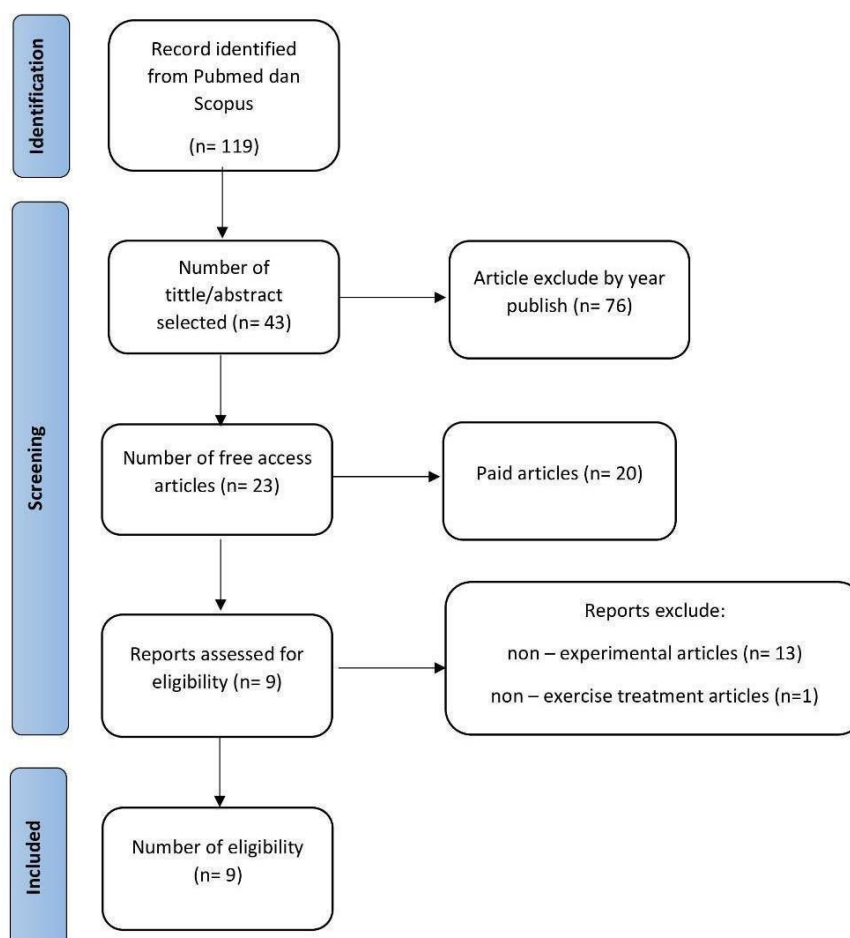 Identification
Record identified
from Pubmed dan
Scopus
(n= 119)
Screening
Number of
tittle/abstract
selected (n= 43)
Article exclude by year
publish (n= 76)
Number of free access
articles (n= 23)
Paid articles (n= 20)
Reports assessed for
eligibility (n= 9)
Reports exclude:
non – experimental articles (n= 13)
non – exercise treatment articles (n=1)
Included
Number of eligibility
(n= 9)